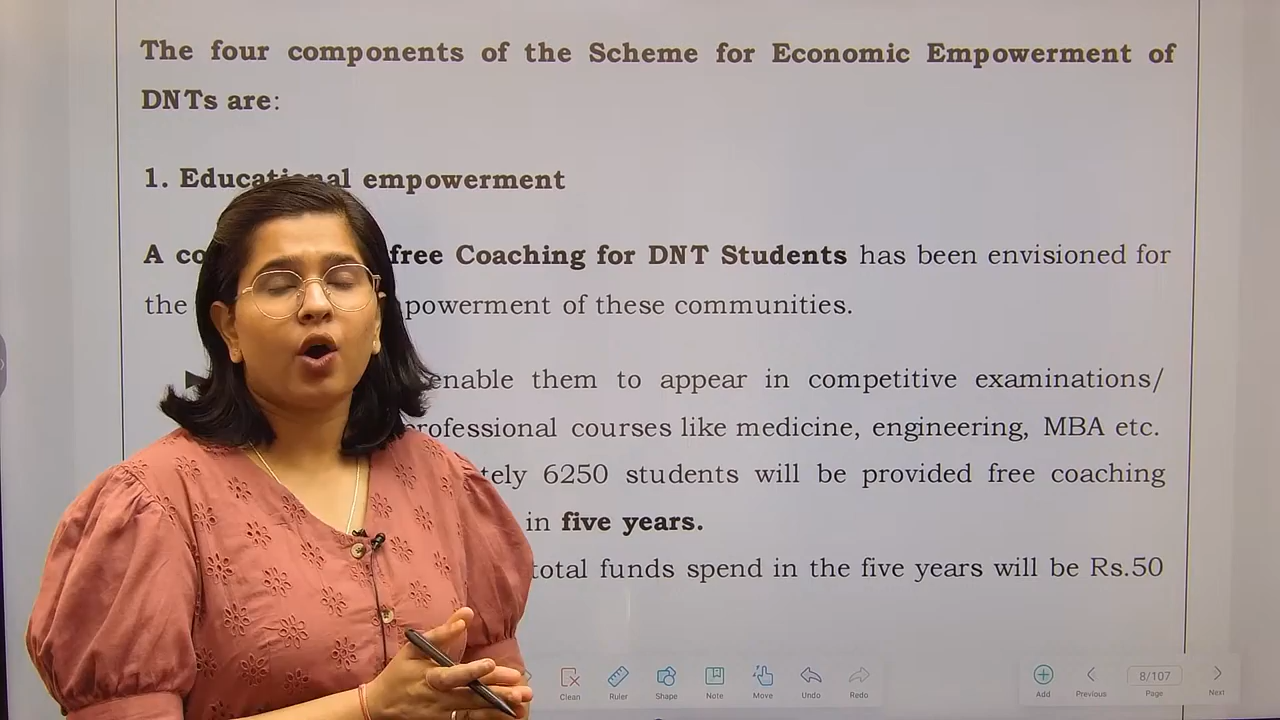 The four components of the Scheme for Economic Empowerment of
DNTs are:
1. Educational empowerment
A free Coaching for DNT Students has been envisioned for
the of these communities.
enable them to appear in competitive examinations/
professional courses like medicine, engineering, MBA etc.
6250 students will be provided free coaching
in five years.
total funds spend in the five years will be Rs.50
Clean Ruler Shape Note Move Undo Redo Add Previous 8/107 Page Next